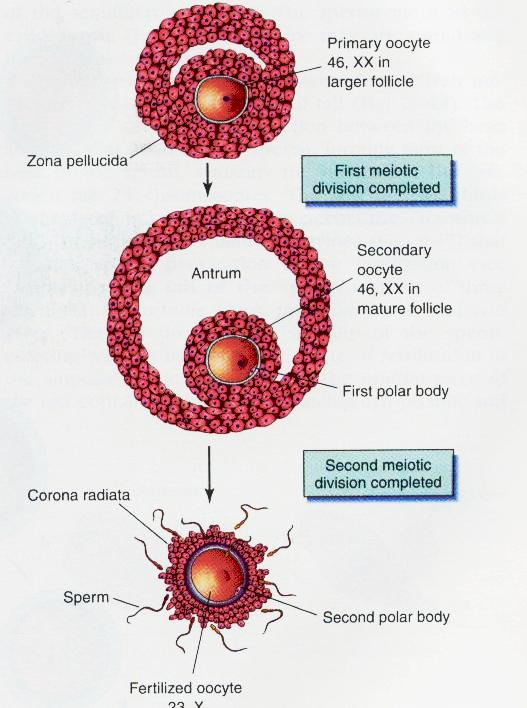 Primary oocyte
46, XX in
larger follicle
Zona pellucida
First meiotic
division completed
Secondary
oocyte
46, XX in
mature follicle
Antrum
First polar body
Second meiotic
division completed
Corona radiata
Sperm
Second polar body
Fertilized oocyte
23, X